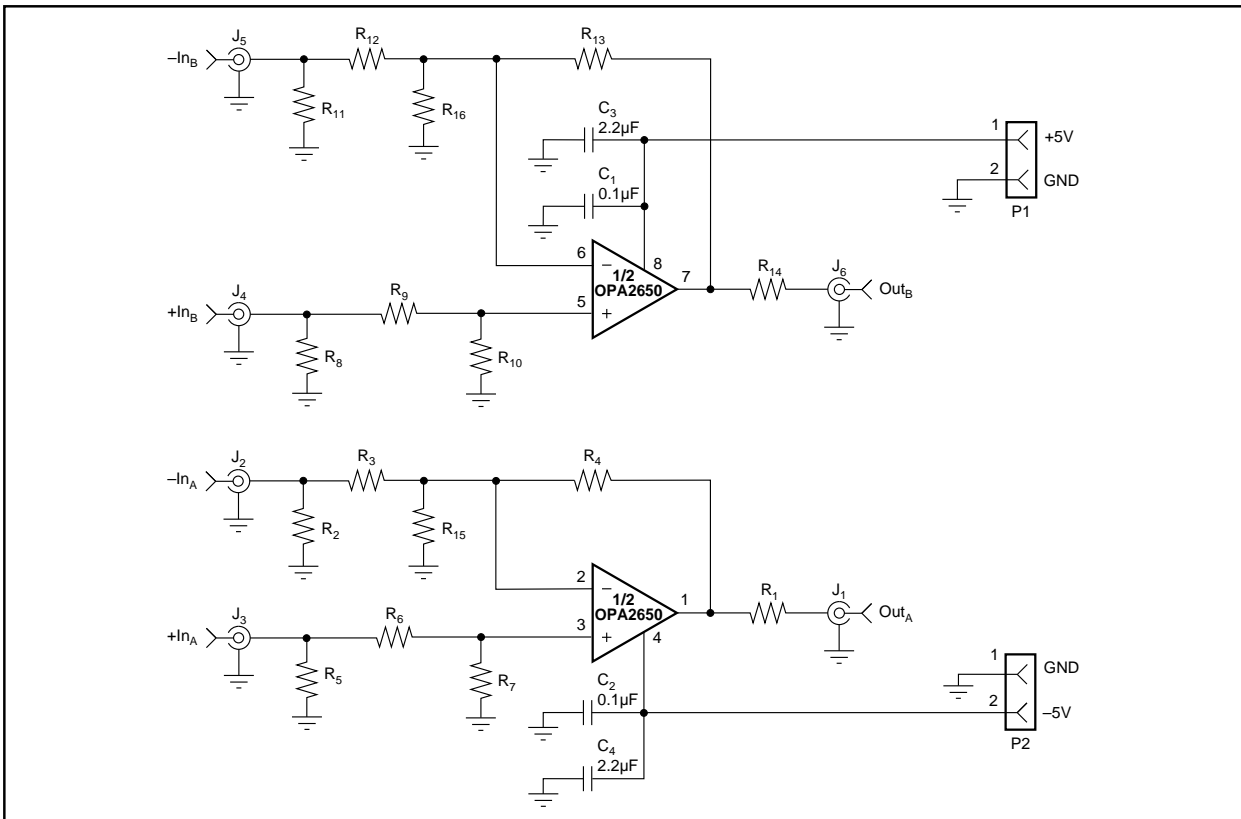 J5
–InB
R12
R13
R11
R16
C3
2.2µF
1
+5V
C1
0.1µF
2
GND
P1
6
–
8
1/2
OPA2650
7
R14
J6
OutB
J4
+InB
R9
5
+
R8
R10
J2
–InA
R3
R4
R2
R15
2
–
1/2
OPA2650
1
R1
J1
OutA
J3
+InA
R6
3
+
4
R5
R7
1
GND
C2
0.1µF
2
–5V
P2
C4
2.2µF